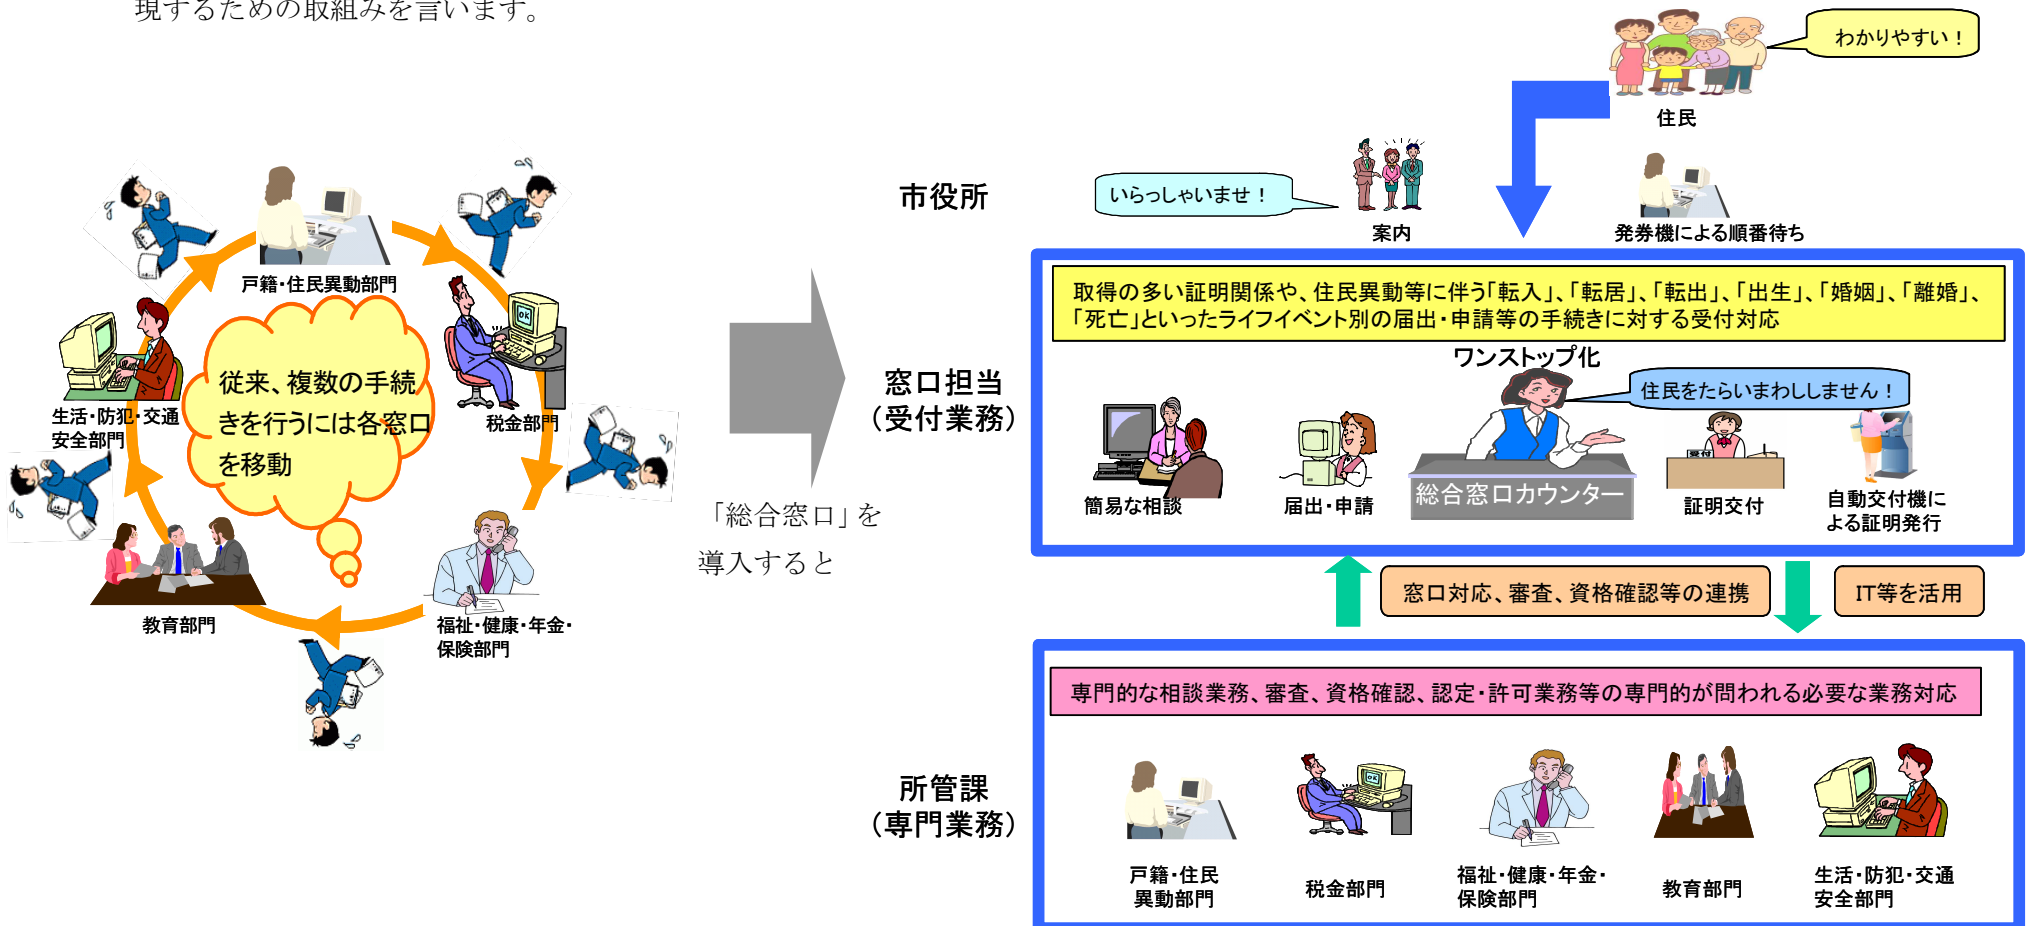 現するための取組みを言います。
わかりやすい！
住民
市役所
いらっしゃいませ！
案内
発券機による順番待ち
戸籍・住民異動部門
税金部門
福祉・健康・年金・
保険部門
教育部門
生活・防犯・交通
安全部門
従来、複数の手続
きを行うには各窓口
を移動
「総合窓口」を
導入すると
窓口担当
（受付業務）
取得の多い証明関係や、住民異動等に伴う「転入」、「転居」、「転出」、「出生」、「婚姻」、「離婚」、
「死亡」といったライフイベント別の届出・申請等の手続きに対する受付対応
ワンストップ化
住民をたらいまわししません！
簡易な相談
届出・申請
総合窓口カウンター
受付
証明交付
自動交付機に
よる証明発行
窓口対応、審査、資格確認等の連携
IT等を活用
所管課
（専門業務）
専門的な相談業務、審査、資格確認、認定・許可業務等の専門的が問われる必要な業務対応
戸籍・住民
異動部門
税金部門
福祉・健康・年金・
保険部門
教育部門
生活・防犯・交通
安全部門
OK
OK